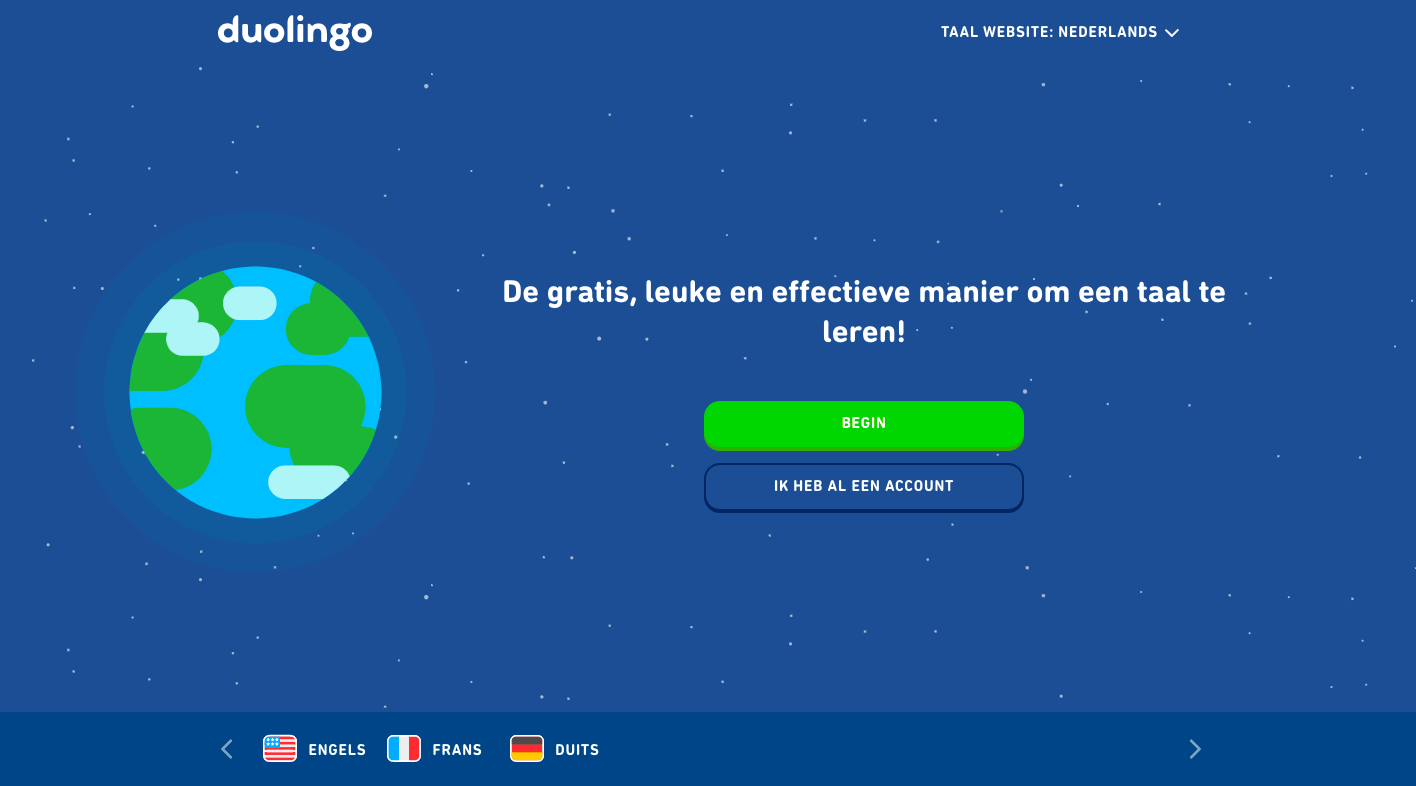 duolingo
TAAL WEBSITE: NEDERLANDS
De gratis, leuke en effectieve manier om een taal te
leren!
BEGIN
IK HEB AL EEN ACCOUNT
ENGELS
FRANS
DUITS